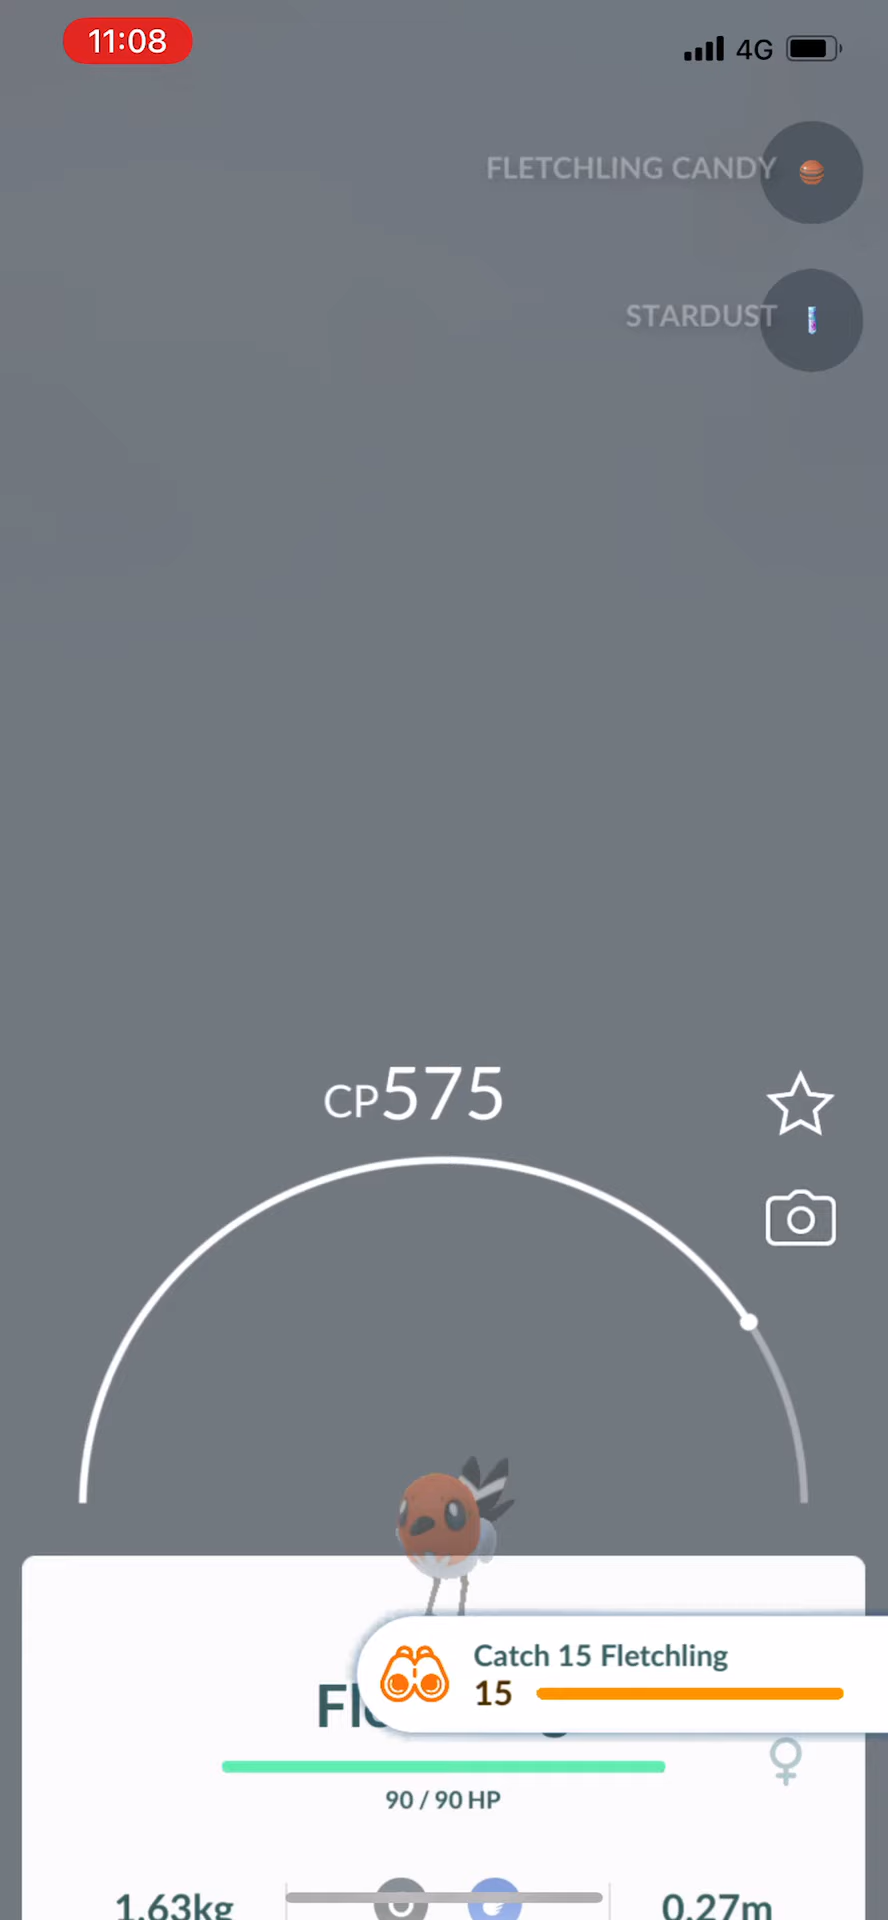 11:08
4G
FLETCHLING CANDY
STARDUST
CP575
Catch 15 Fletchling
15
90 / 90 HP
1.63kg
0.27m